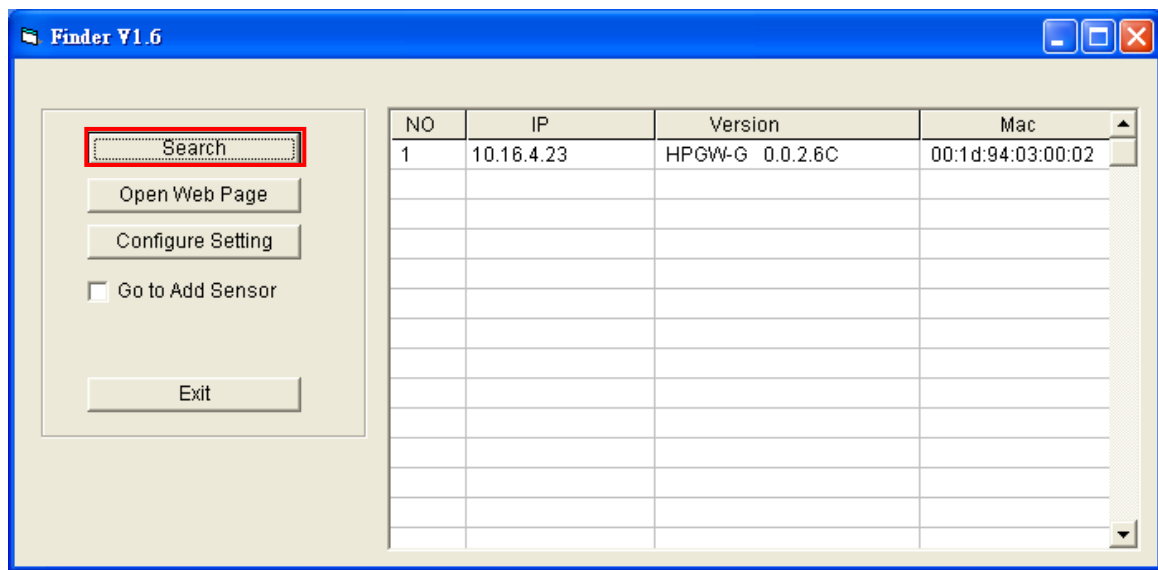 Finder V1.6
Search
Open Web Page
Configure Setting
Go to Add Sensor
Exit
NO IP Version Mac
1 10.16.4.23 HPGW-G 0.0.2.6C 00:1d:94:03:00:02